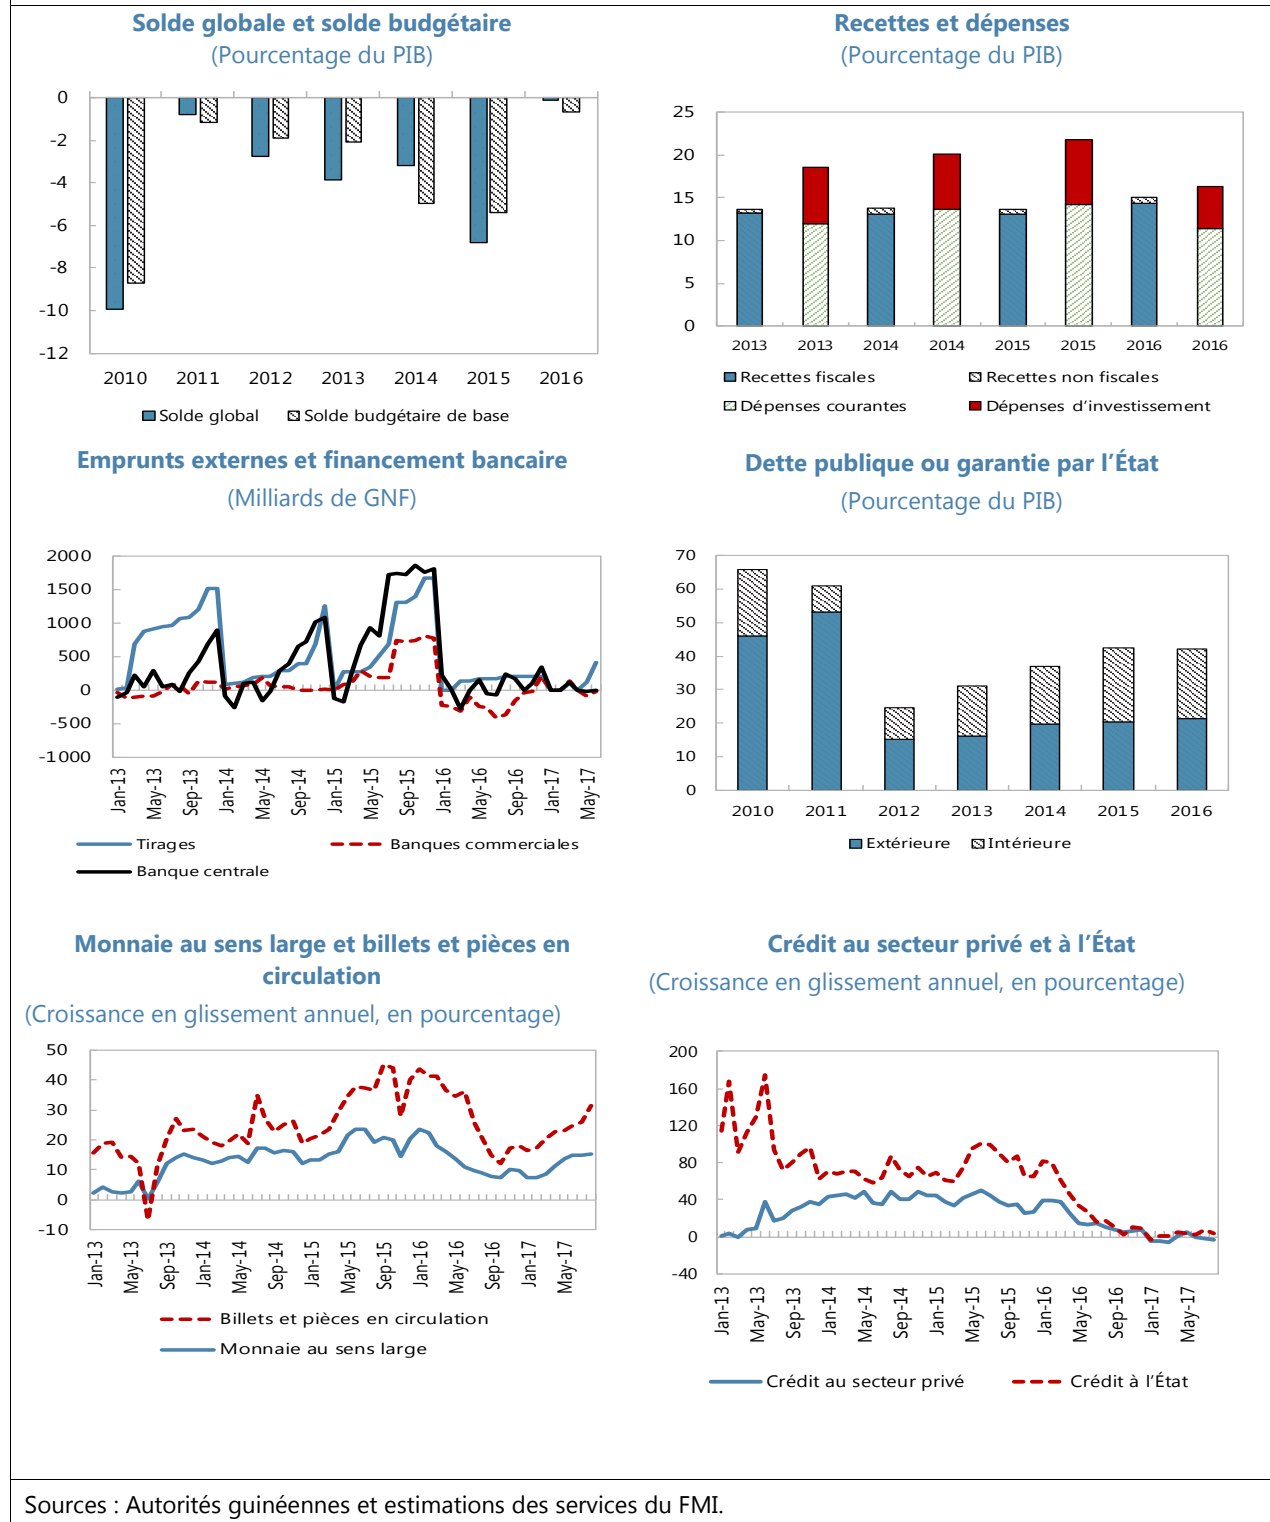 Solde globale et solde budgétaire
(Pourcentage du PIB)
0
-2
-4
-6
-8
-10
-12
2010 2011 2012 2013 2014 2015 2016
Solde global Solde budgétaire de base
Recettes et dépenses
(Pourcentage du PIB)
25
20
15
10
5
0
2013 2013 2014 2014 2015 2015 2016 2016
Recettes fiscales Recettes non fiscales
Dépenses courantes Dépenses d’investissement
Emprunts externes et financement bancaire
(Milliards de GNF)
2000
1500
1000
500
0
-500
-1000
Jan-13 May-13 Sep-13 Jan-14 May-14 Sep-14 Jan-15 May-15 Sep-15 Jan-16 May-16 Sep-16 Jan-17 May-17
Tirages Banques commerciales
Banque centrale
Dette publique ou garantie par l’État
(Pourcentage du PIB)
70
60
50
40
30
20
10
0
2010 2011 2012 2013 2014 2015 2016
Extérieure Intérieure
Monnaie au sens large et billets et pièces en
circulation
(Croissance en glissement annuel, en pourcentage)
50
40
30
20
10
0
-10
Jan-13 May-13 Sep-13 Jan-14 May-14 Sep-14 Jan-15 May-15 Sep-15 Jan-16 May-16 Sep-16 Jan-17 May-17
Billets et pièces en circulation
Monnaie au sens large
Crédit au secteur privé et à l’État
(Croissance en glissement annuel, en pourcentage)
200
160
120
80
40
0
-40
Jan-13 May-13 Sep-13 Jan-14 May-14 Sep-14 Jan-15 May-15 Sep-15 Jan-16 May-16 Sep-16 Jan-17 May-17
Crédit au secteur privé Crédit à l’État
Sources : Autorités guinéennes et estimations des services du FMI.